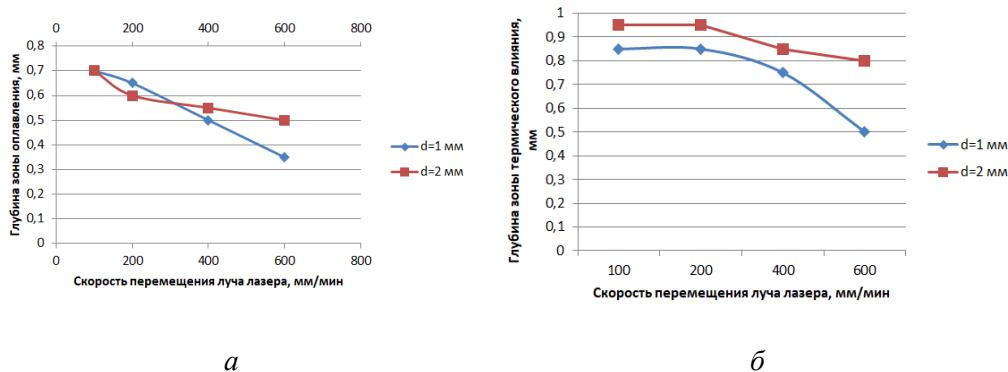 0 200 400 600 800
0,8
0,7
0,6
0,5
0,4
0,3
0,2
0,1
0
0 200 400 600 800
Глубина зоны оплавления, мм
Скорость перемещения луча лазера, мм/мин
d=1 мм
d=2 мм
а
1
0,9
0,8
0,7
0,6
0,5
0,4
0,3
0,2
0,1
0
100 200 400 600
Глубина зоны термического влияния,
мм
Скорость перемещения луча лазера, мм/мин
d=1 мм
d=2 мм
б